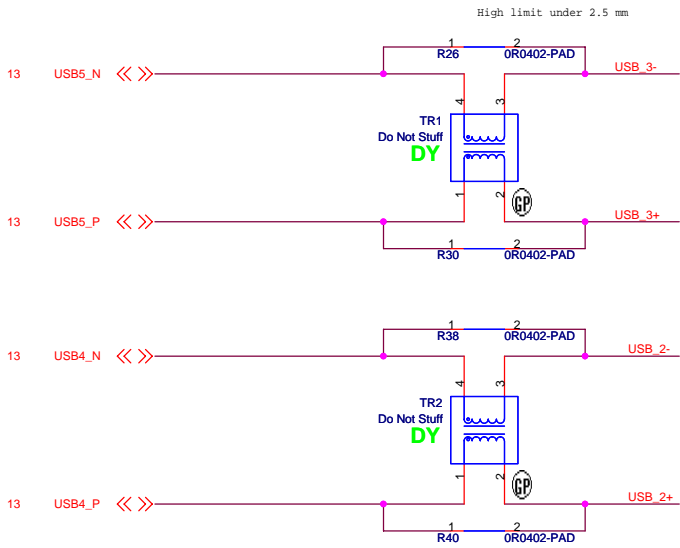 High limit under 2.5 mm
1 2
R26 0R0402-PAD
13 USB5_N USB_3-
4 3
TR1
Do Not Stuff
DY
1 2 GP
13 USB5_P USB_3+
1 2
R30 0R0402-PAD
1 2
R38 0R0402-PAD
13 USB4_N USB_2-
4 3
TR2
Do Not Stuff
DY
1 2 GP
13 USB4_P USB_2+
1 2
R40 0R0402-PAD